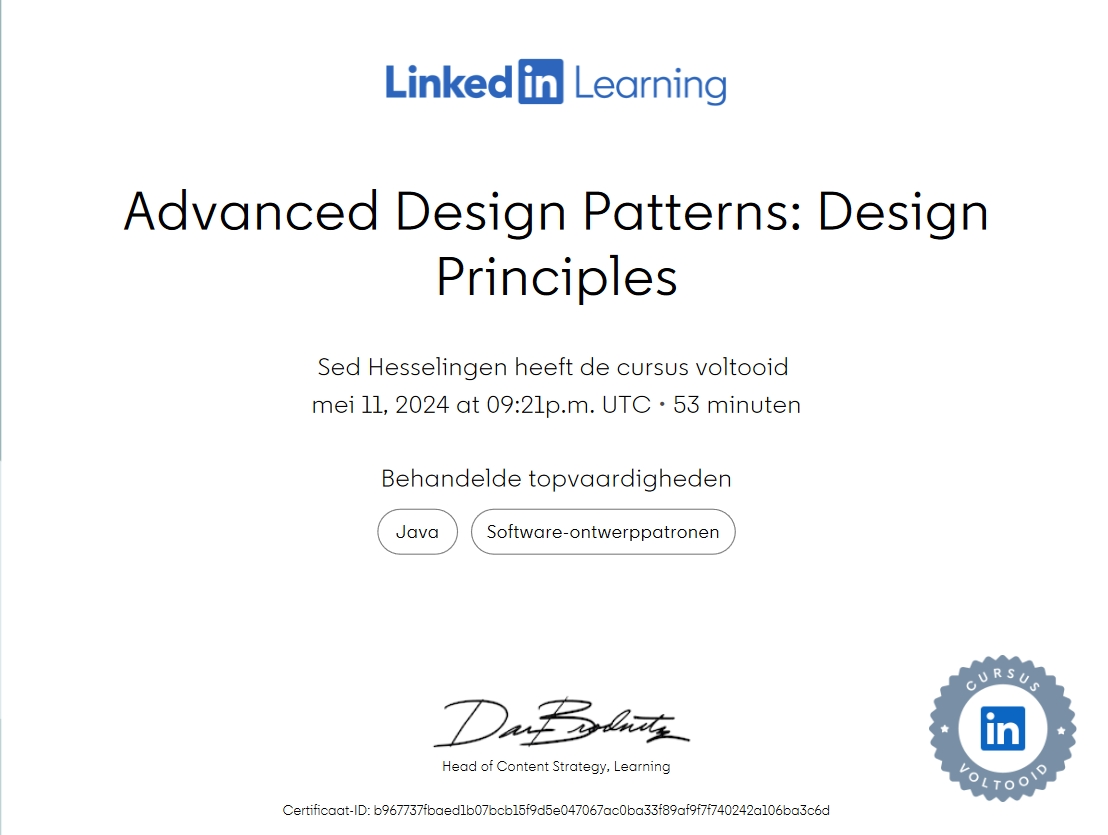 Linkedin Learning
Advanced Design Patterns: Design
Principles
Sed Hesselingen heeft de cursus voltooid
mei 11, 2024 at 09:21p.m. UTC • 53 minuten
Behandelde topvaardigheden
Java
Software-ontwerppatronen
Dan Brodnitz
Head of Content Strategy, Learning
CURSUS
in
VOLTOOID
Certificaat-ID: b967737fbaed1b07bcb15f9d5e047067ac0ba33f89af9f7f740242a106ba3c6d